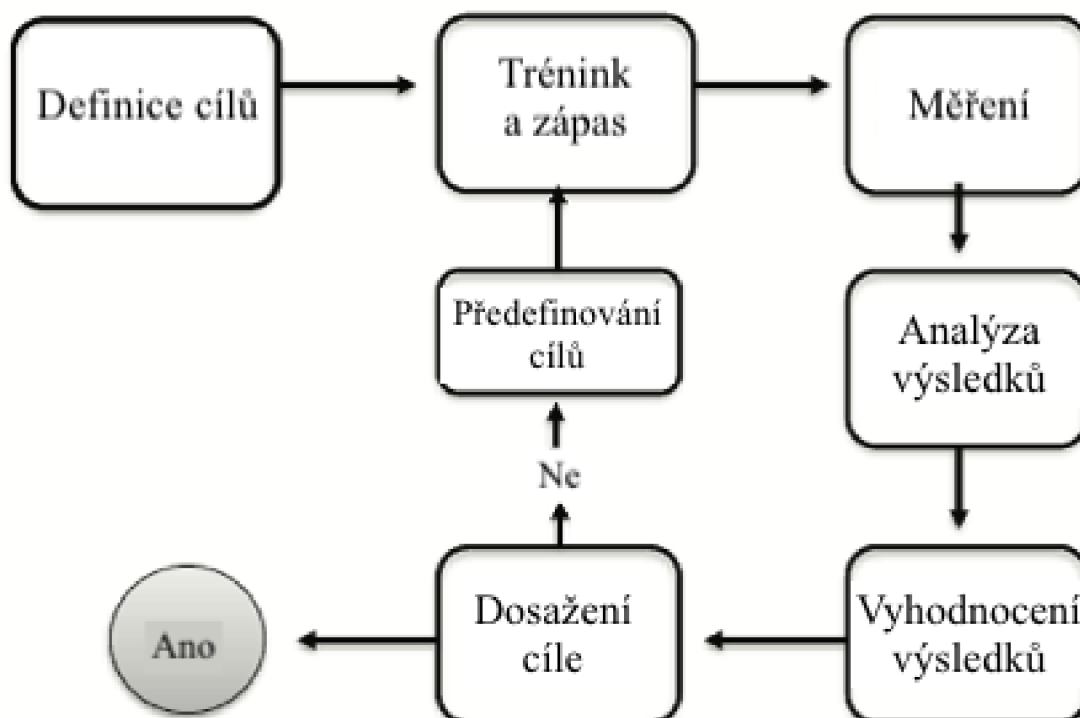 Definice cílů
Trénink
a zápas
Měření
Předefinování
cílů
Analýza
výsledků
Ne
Ano
Dosažení
cíle
Vyhodnocení
výsledků